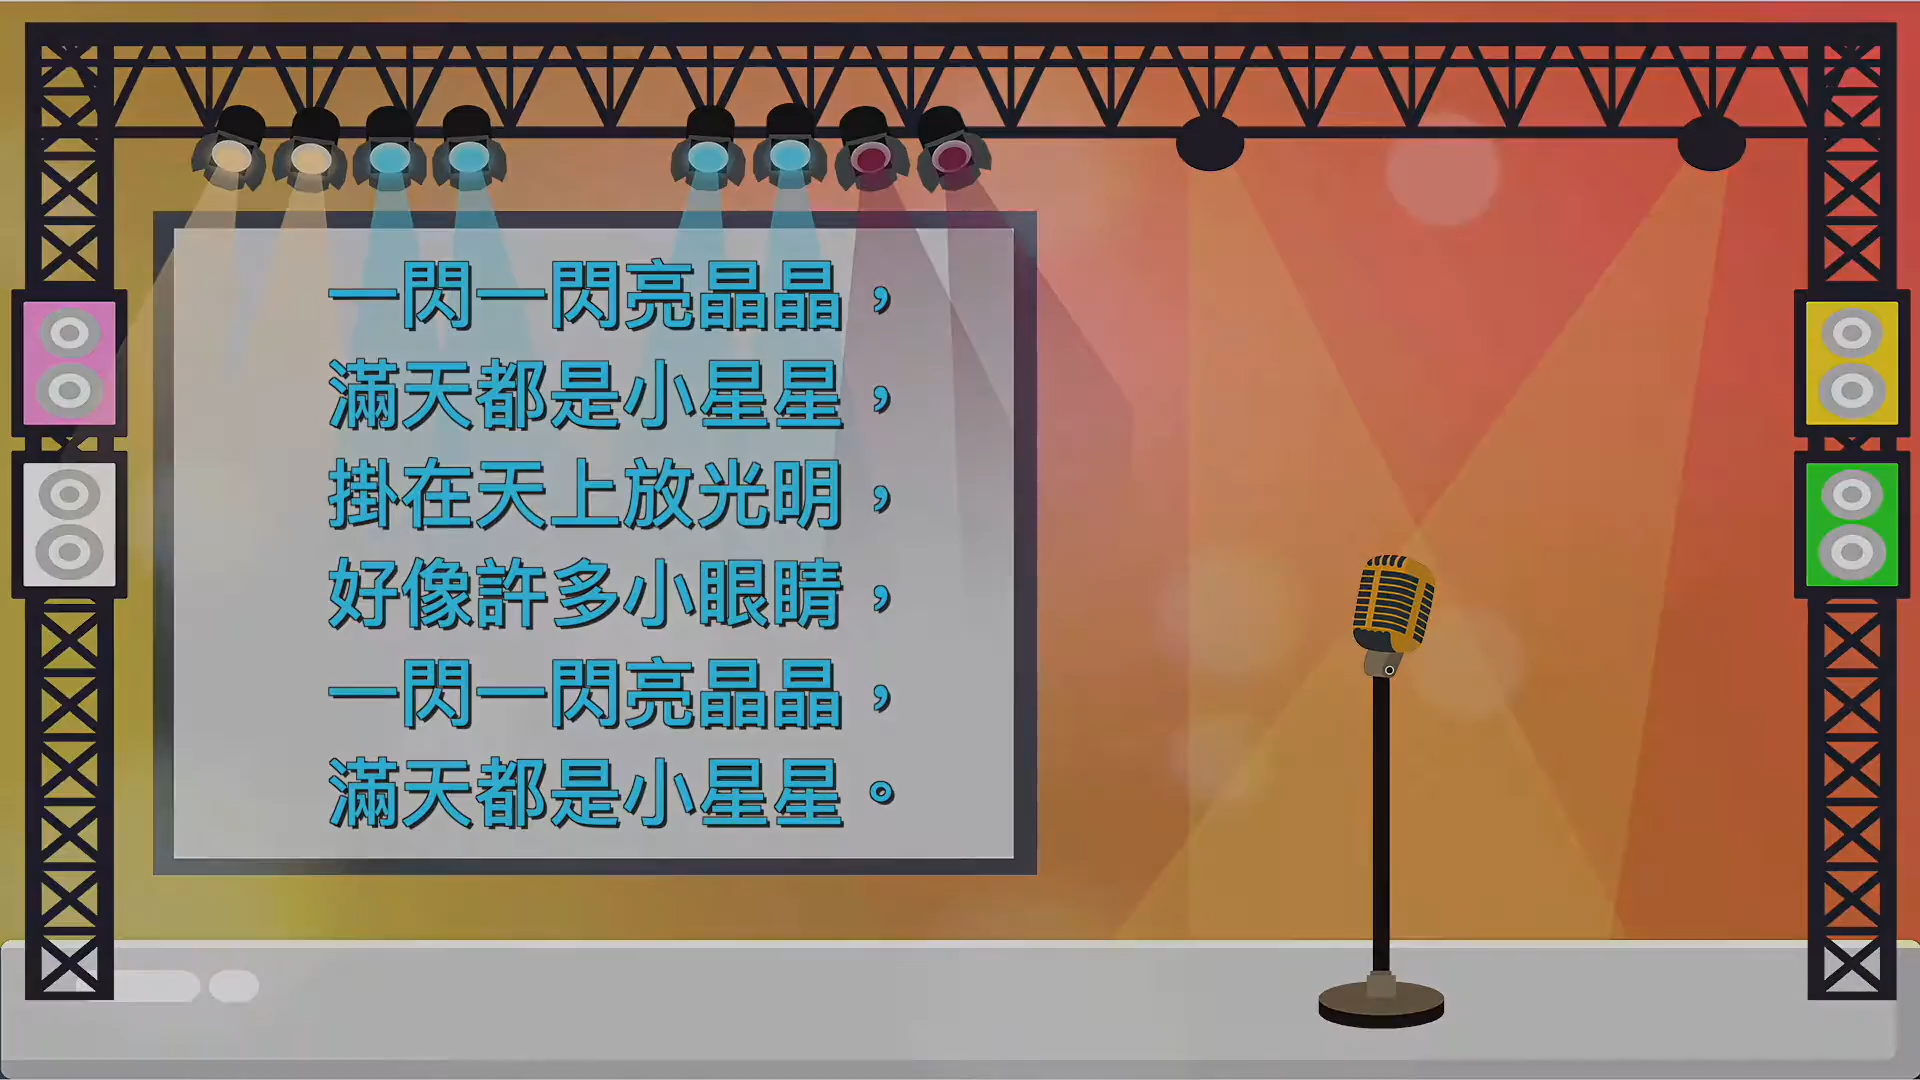 一閃一閃亮晶晶，
滿天都是小星星，
掛在天上放光明，
好像許多小眼睛，
一閃一閃亮晶晶，
滿天都是小星星。